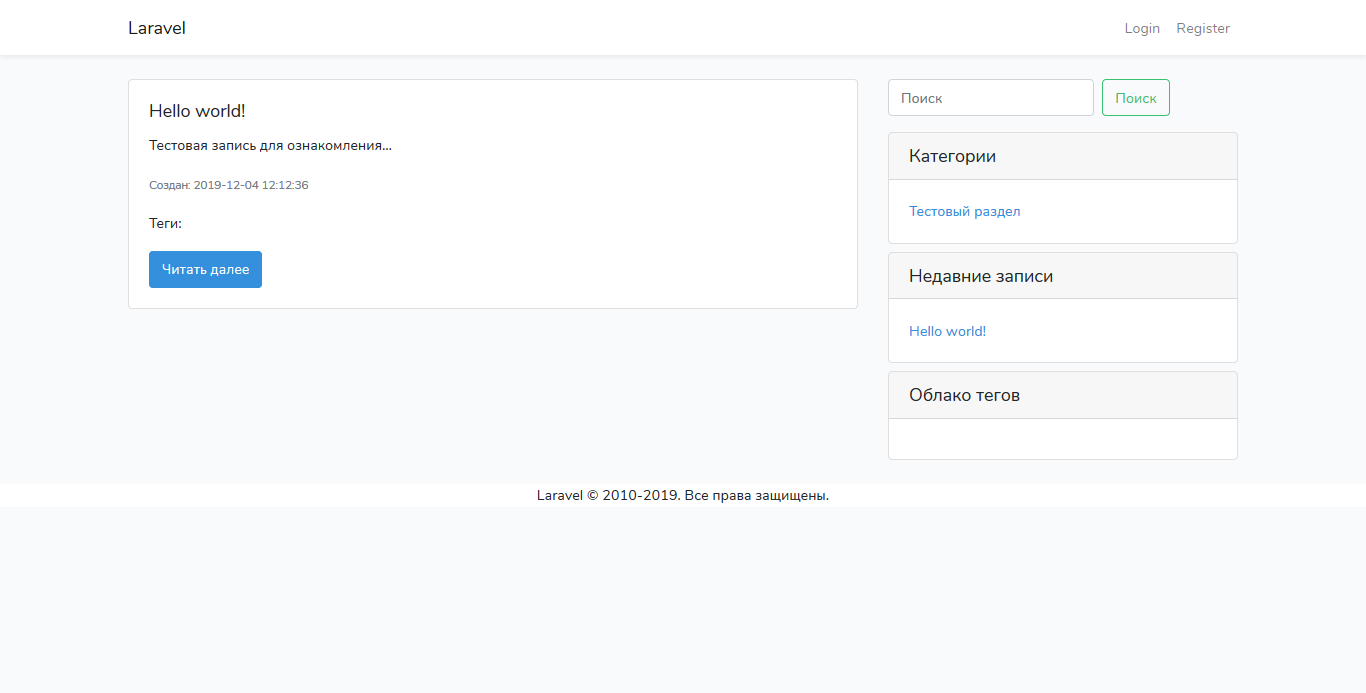 Laravel
Login Register
Hello world!
Тестовая запись для ознакомления...
Создан: 2019-12-04 12:12:36
Теги:
Читать далее
Поиск Поиск
Категории
Тестовый раздел
Недавние записи
Hello world!
Облако тегов
Laravel © 2010-2019. Все права защищены.